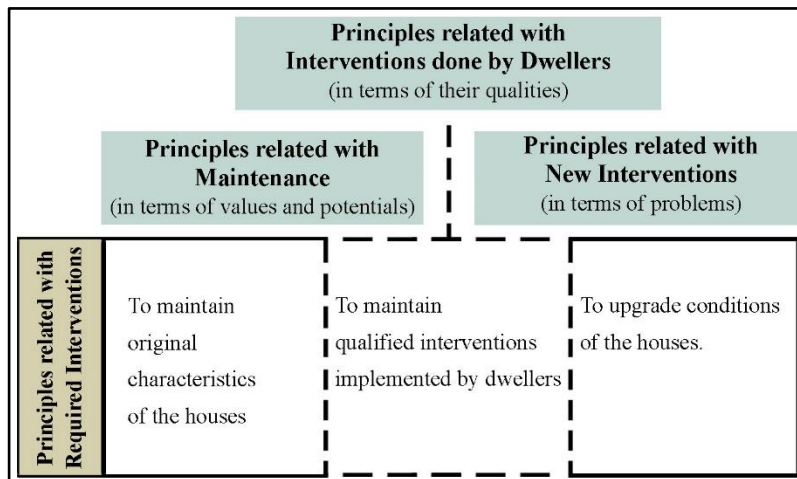 Principles related with
Interventions done by Dwellers
(in terms of their qualities)
Principles related with
Maintenance
(in terms of values and potentials)
Principles related with
New Interventions
(in terms of problems)
Principles related with
Required Interventions
To maintain
original
characteristics
of the houses
To maintain
qualified interventions
implemented by dwellers
To upgrade conditions
of the houses.